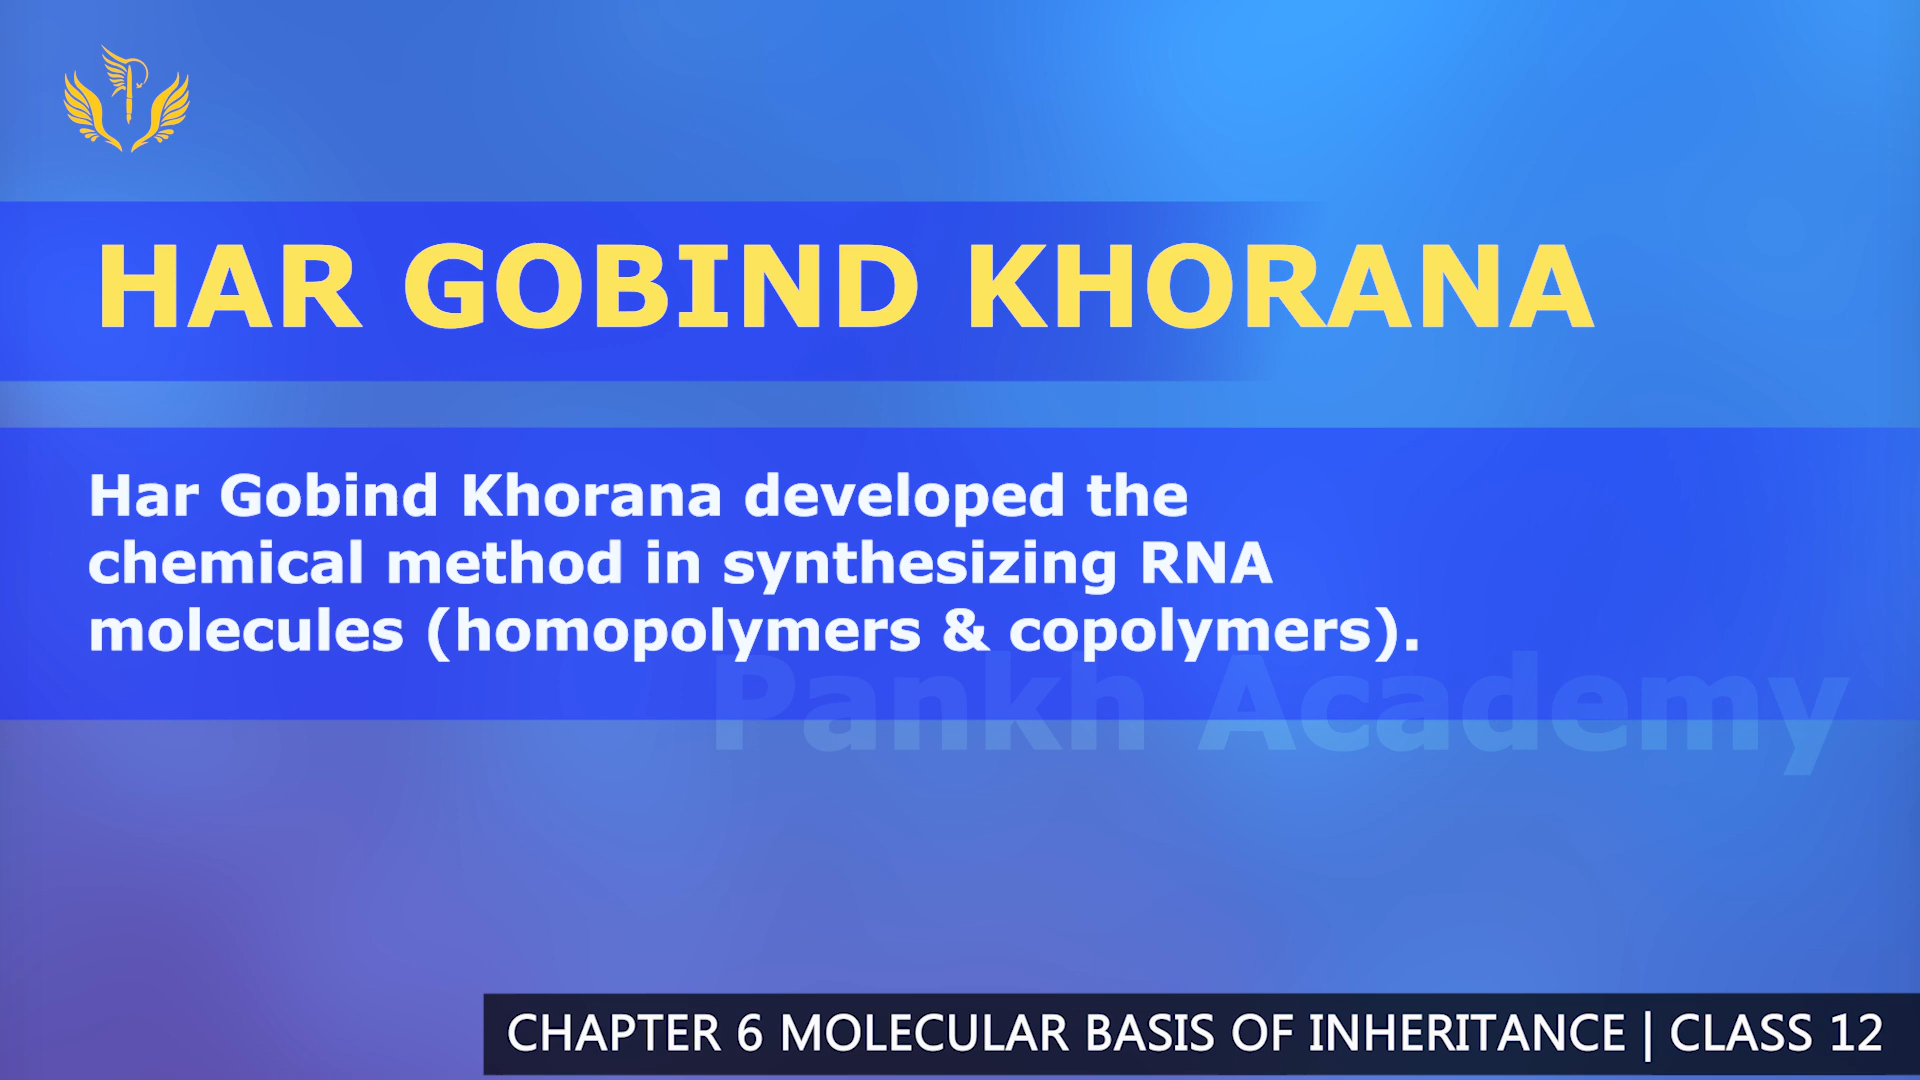 HAR GOBIND KHORANA
Har Gobind Khorana developed the
chemical method in synthesizing RNA
molecules (homopolymers & copolymers).
Pankh Academy
CHAPTER 6 MOLECULAR BASIS OF INHERITANCE | CLASS 12